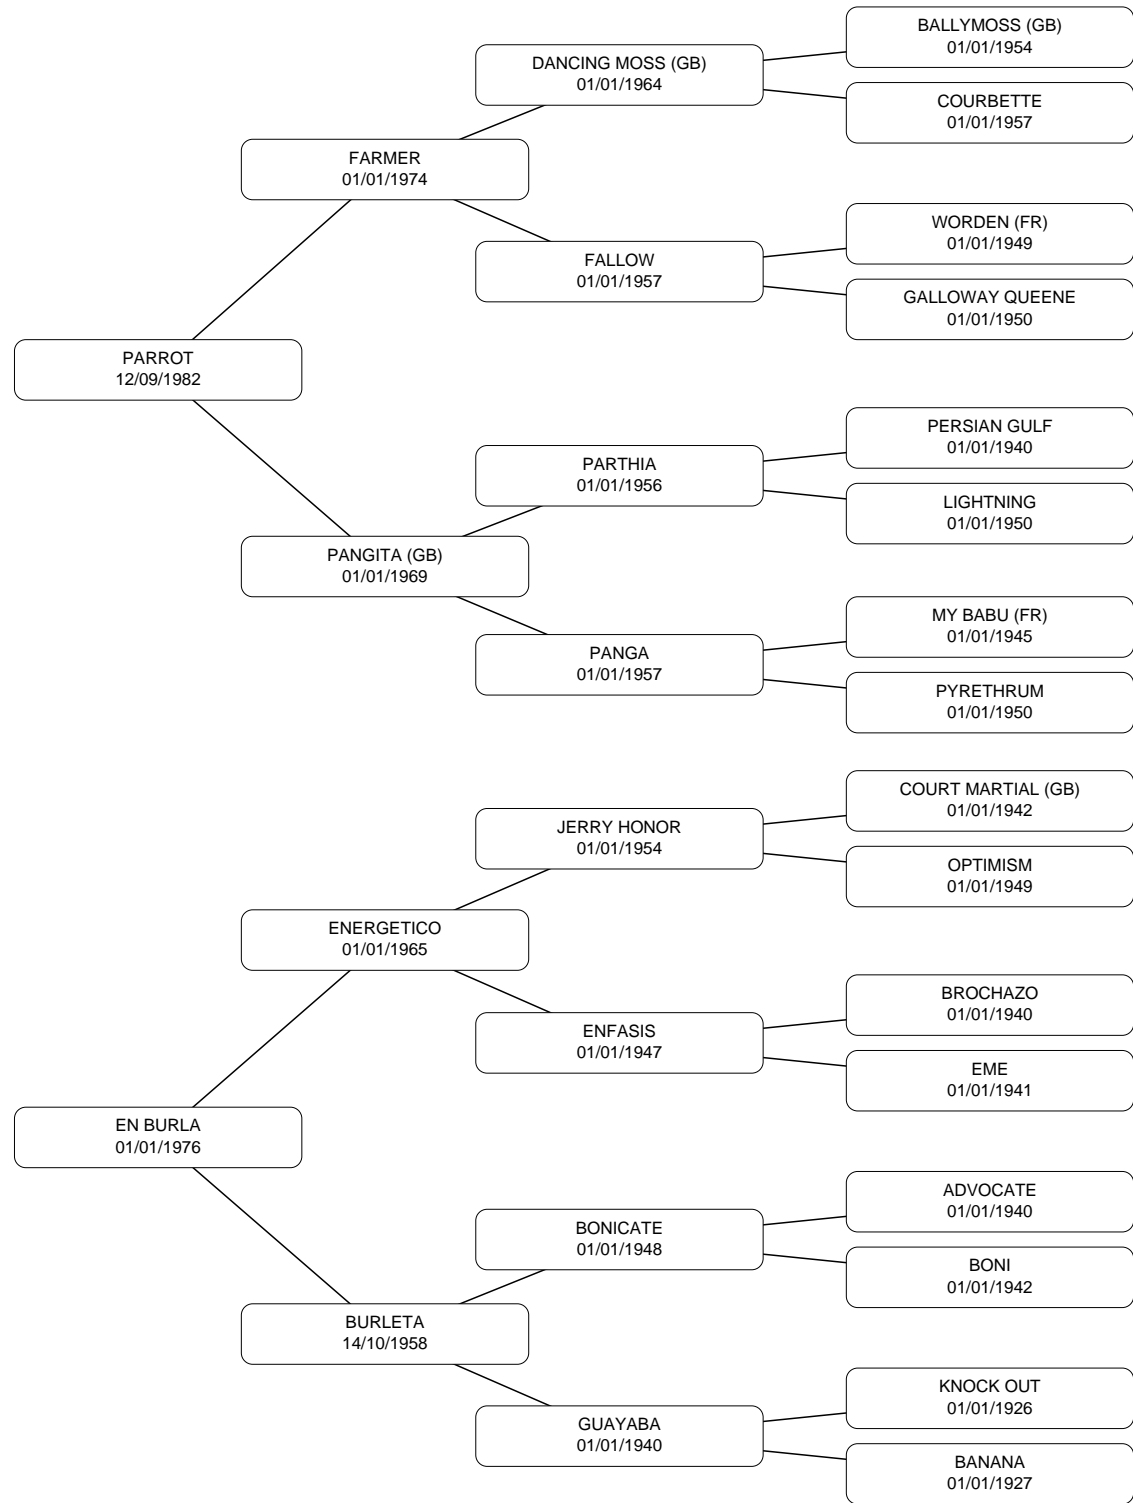 BALLYMOSS (GB)
01/01/1954
DANCING MOSS (GB)
01/01/1964
COURBETTE
01/01/1957
FARMER
01/01/1974
WORDEN (FR)
01/01/1949
FALLOW
01/01/1957
GALLOWAY QUEENE
01/01/1950
PARROT
12/09/1982
PERSIAN GULF
01/01/1940
PARTHIA
01/01/1956
LIGHTNING
01/01/1950
PANGITA (GB)
01/01/1969
MY BABU (FR)
01/01/1945
PANGA
01/01/1957
PYRETHRUM
01/01/1950
COURT MARTIAL (GB)
01/01/1942
JERRY HONOR
01/01/1954
OPTIMISM
01/01/1949
ENERGETICO
01/01/1965
BROCHAZO
01/01/1940
ENFASIS
01/01/1947
EME
01/01/1941
EN BURLA
01/01/1976
ADVOCATE
01/01/1940
BONICATE
01/01/1948
BONI
01/01/1942
BURLETA
14/10/1958
KNOCK OUT
01/01/1926
GUAYABA
01/01/1940
BANANA
01/01/1927